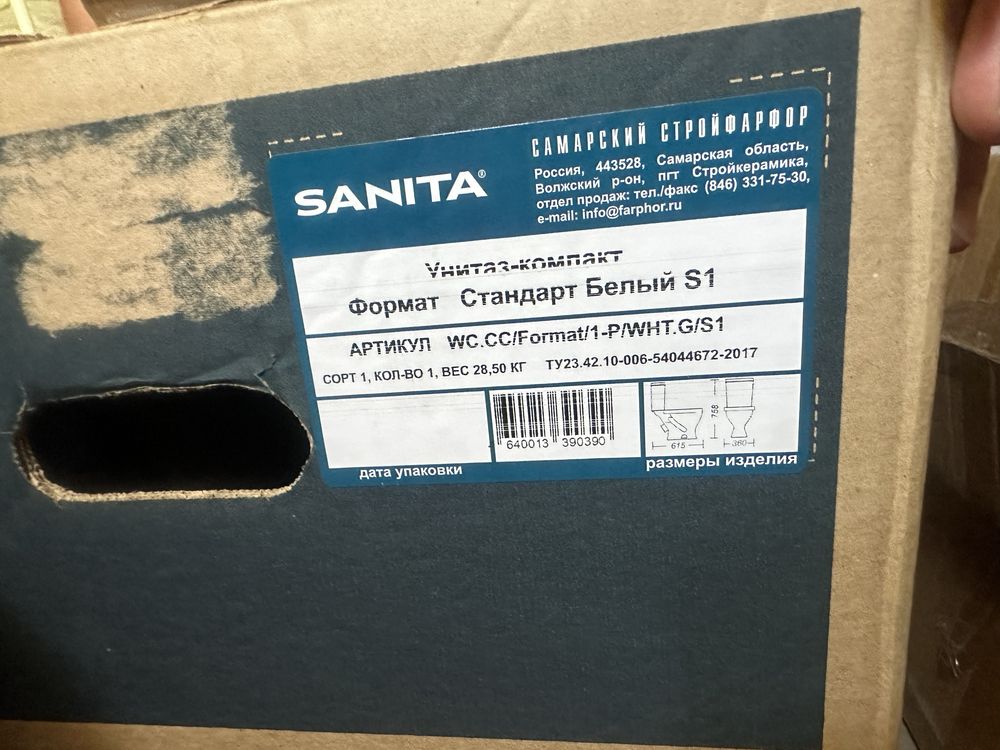 SANITA®
САМАРСКИЙ СТРОЙФАРФОР
Россия, 443528, Самарская область,
Волжский р-он, пгт Стройкерамика,
отдел продаж: тел./факс (846) 331-75-30,
e-mail: info@farphor.ru
Унитаз-компакт
Формат Стандарт Белый S1
АРТИКУЛ WC.CC/Format/1-P/WHT.G/S1
СОРТ 1, КОЛ-ВО 1, ВЕС 28,50 КГ ТУ23.42.10-006-54044672-2017
640013 390390
758
615
360
дата упаковки
размеры изделия